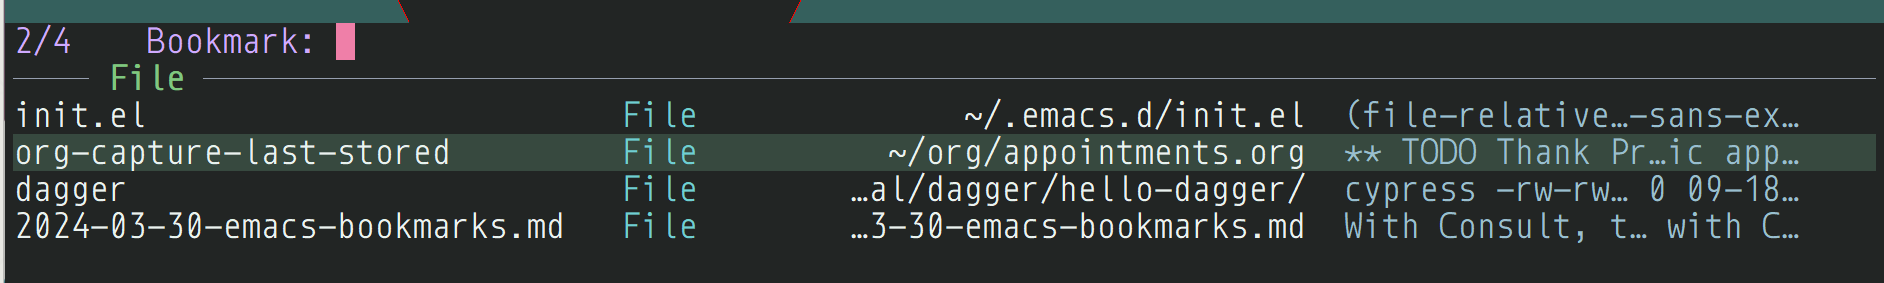 2/4 Bookmark:
File
init.el File ~/.emacs.d/init.el (file-relative…-sans-ex…
org-capture-last-stored File ~/org/appointments.org ** TODO Thank Pr…ic app…
dagger File …al/dagger/hello-dagger/ cypress -rw-rw… 0 09-18…
2024-03-30-emacs-bookmarks.md File …3-30-emacs-bookmarks.md With Consult, t… with C…